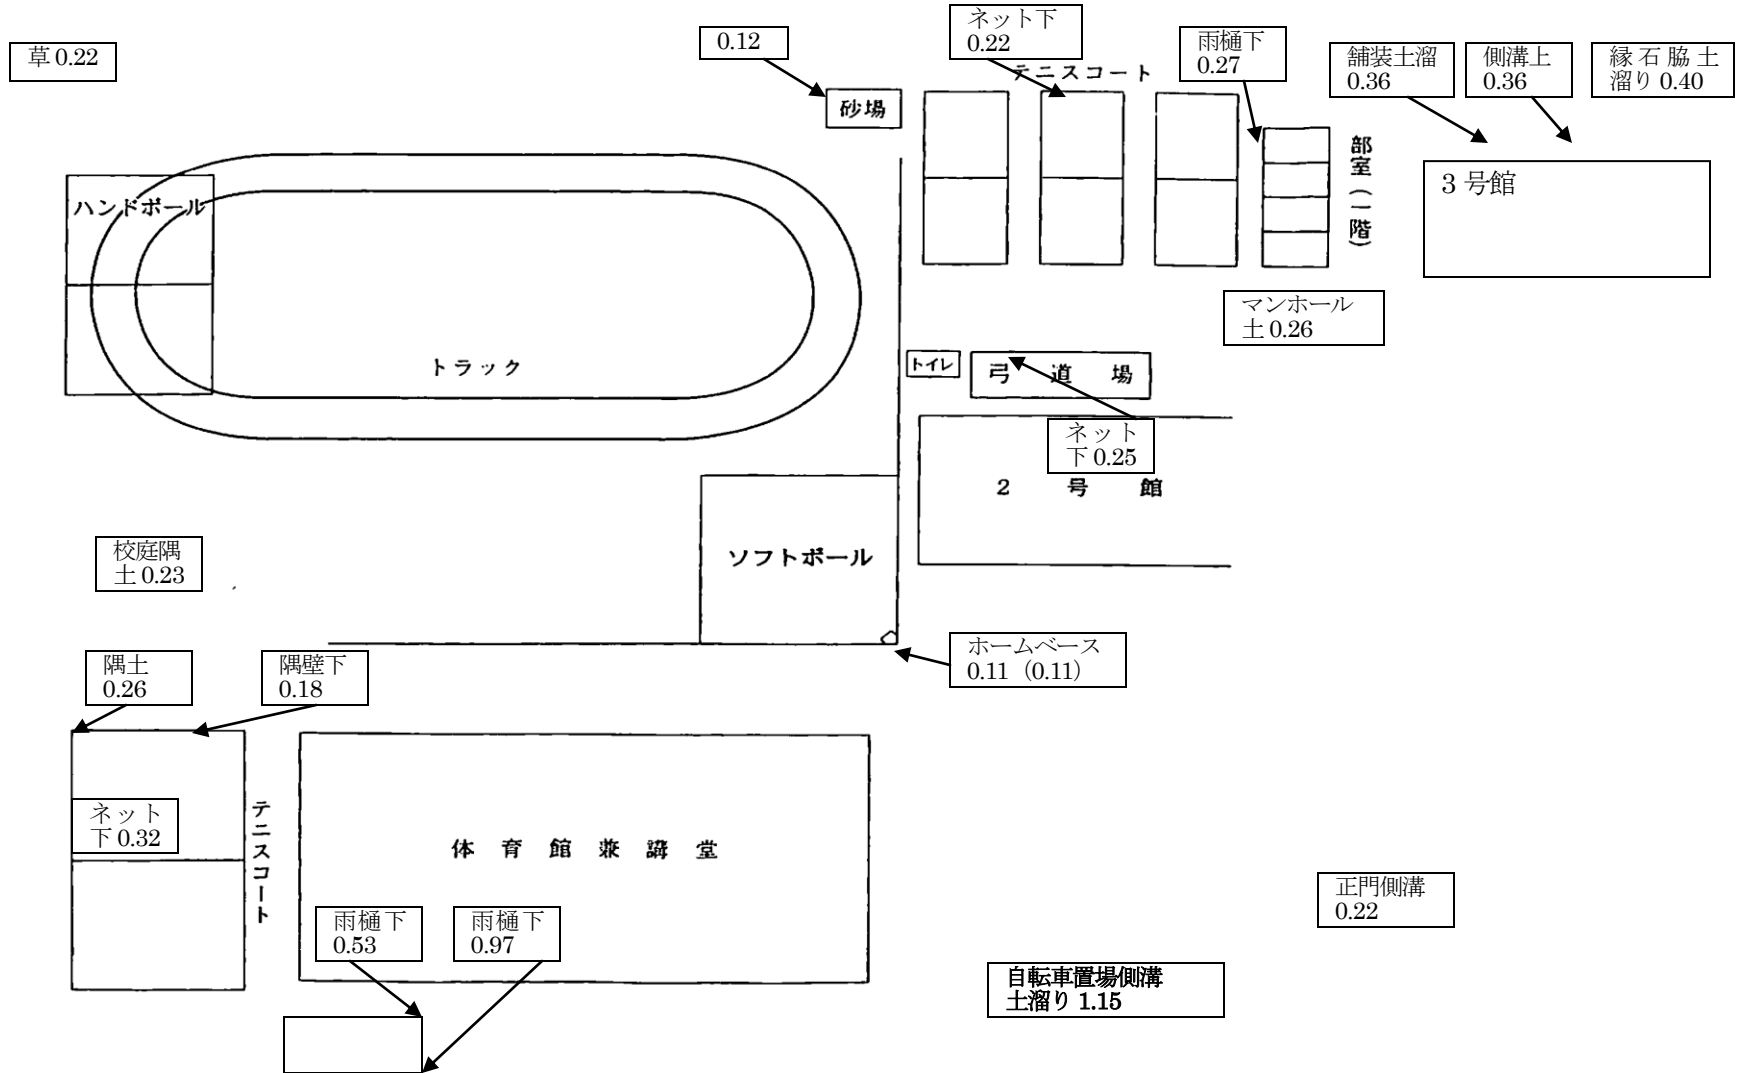 草 0.22
0.12
ネット下
0.22
テニスコート
雨樋下
0.27
舗装土溜
0.36
側溝上
0.36
縁石脇土
溜り 0.40
砂場
部室（一階）
3 号館
ハンドボール
トラック
マンホール
土 0.26
トイレ
弓道場
ネット
下 0.25
2号館
ソフトボール
校庭隅
土 0.23
ホームベース
0.11（0.11）
隅土
0.26
隅壁下
0.18
ネット
下 0.32
テニスコート
体育館兼講堂
雨樋下
0.53
雨樋下
0.97
正門側溝
0.22
自転車置場側溝
土溜り 1.15